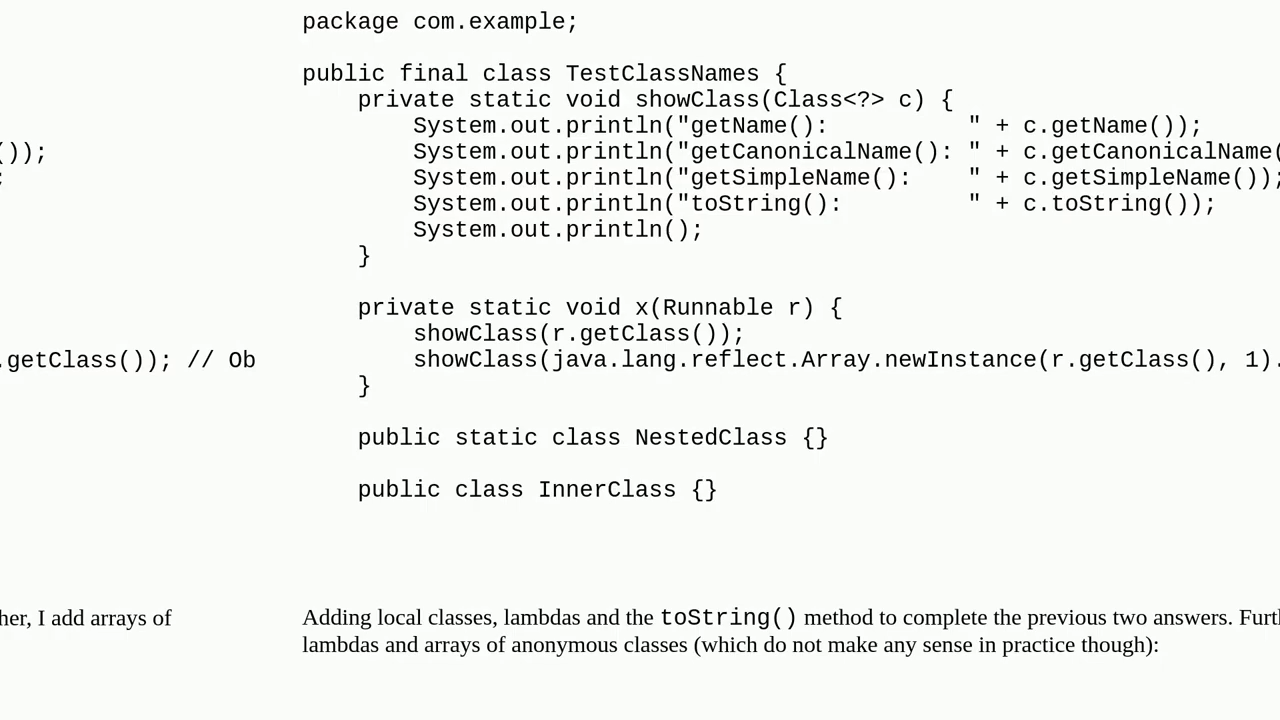 package com.example;

public final class TestClassNames {
    private static void showClass(Class<?> c) {
        System.out.println("getName():          " + c.getName());
());        System.out.println("getCanonicalName(): " + c.getCanonicalName(
;        System.out.println("getSimpleName():    " + c.getSimpleName());
        System.out.println("toString():         " + c.toString());
        System.out.println();
    }

    private static void x(Runnable r) {
        showClass(r.getClass());
.getClass()); // Ob        showClass(java.lang.reflect.Array.newInstance(r.getClass(), 1).
    }

    public static class NestedClass {}

    public class InnerClass {}

her, I add arrays of
Adding local classes, lambdas and the toString() method to complete the previous two answers. Furt
lambdas and arrays of anonymous classes (which do not make any sense in practice though):